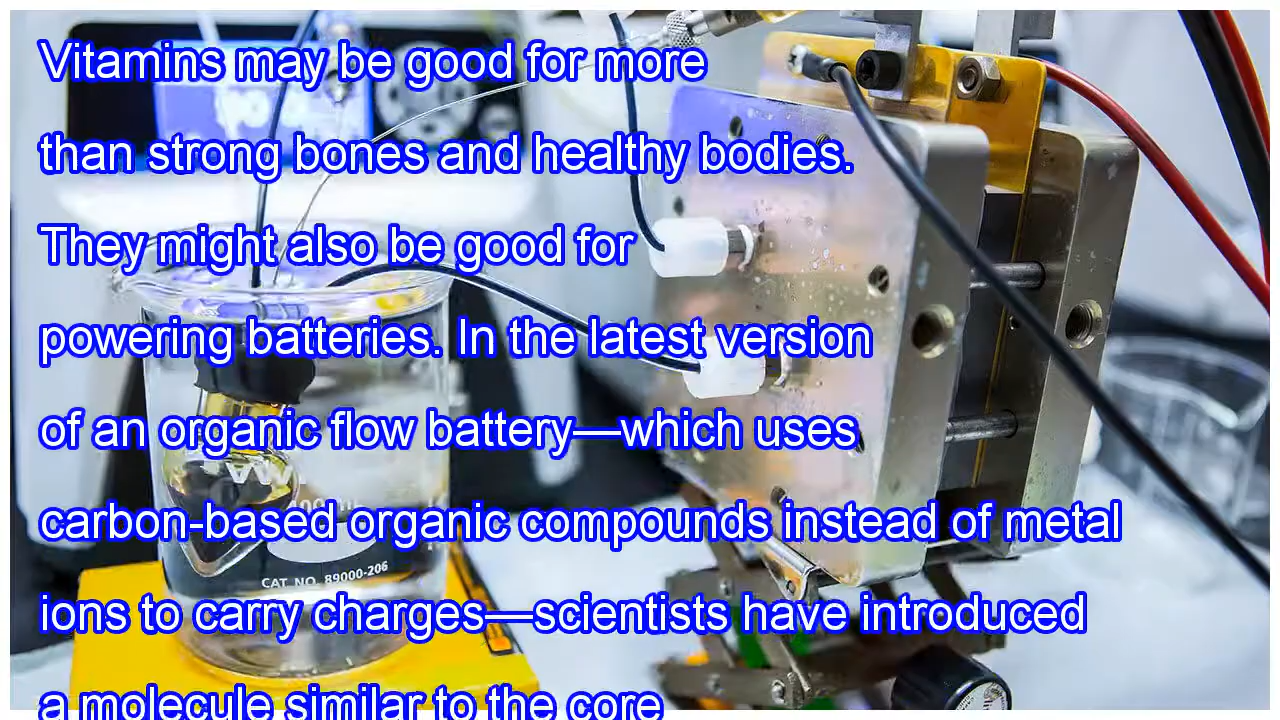 Vitamins may be good for more
than strong bones and healthy bodies.
They might also be good for
powering batteries. In the latest version
of an organic flow battery—which uses
carbon-based organic compounds instead of metal
ions to carry charges—scientists have introduced
a molecule similar to the core
CAT. NO. 89000-206